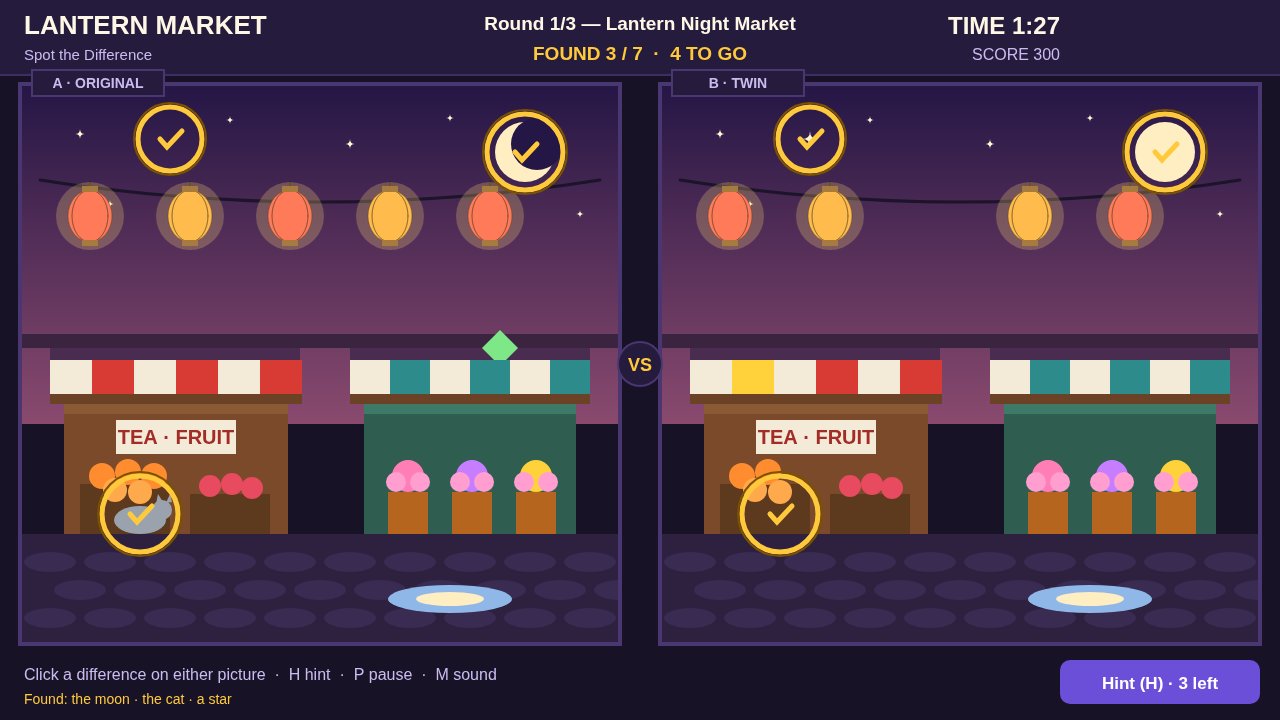 LANTERN MARKET
Spot the Difference
Round 1/3 — Lantern Night Market
FOUND 3 / 7 · 4 TO GO
TIME 1:27
SCORE 300
A · ORIGINAL
B · TWIN
VS
TEA · FRUIT
TEA · FRUIT
Click a difference on either picture · H hint · P pause · M sound
Found: the moon · the cat · a star
Hint (H) · 3 left